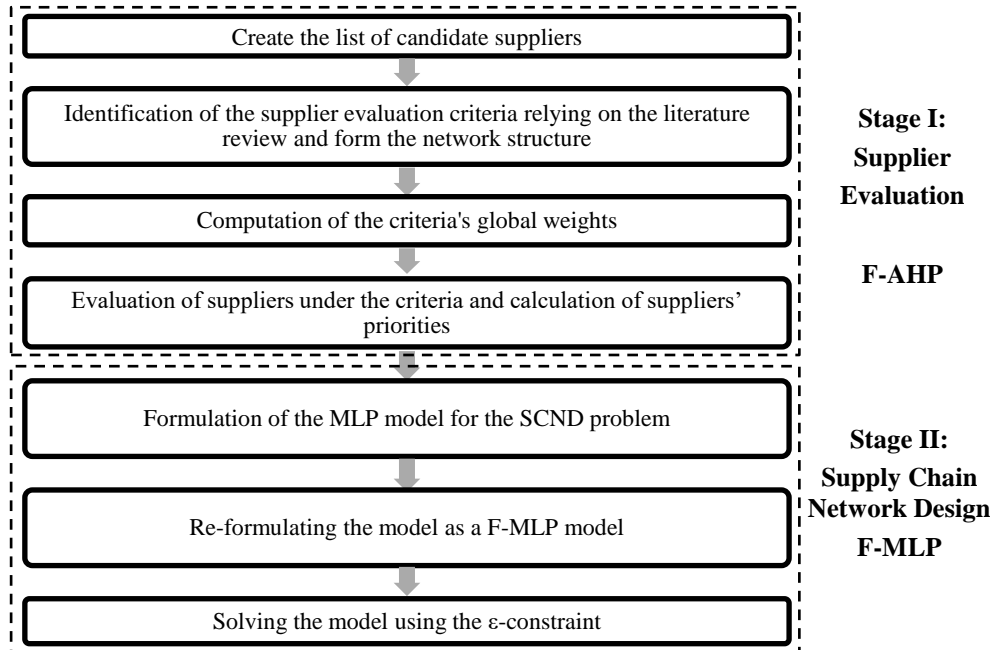 Create the list of candidate suppliers
Identification of the supplier evaluation criteria relying on the literature
review and form the network structure
Computation of the criteria's global weights
Evaluation of suppliers under the criteria and calculation of suppliers’
priorities
Stage I:
Supplier
Evaluation
F-AHP
Formulation of the MLP model for the SCND problem
Re-formulating the model as a F-MLP model
Solving the model using the ε-constraint
Stage II:
Supply Chain
Network Design
F-MLP